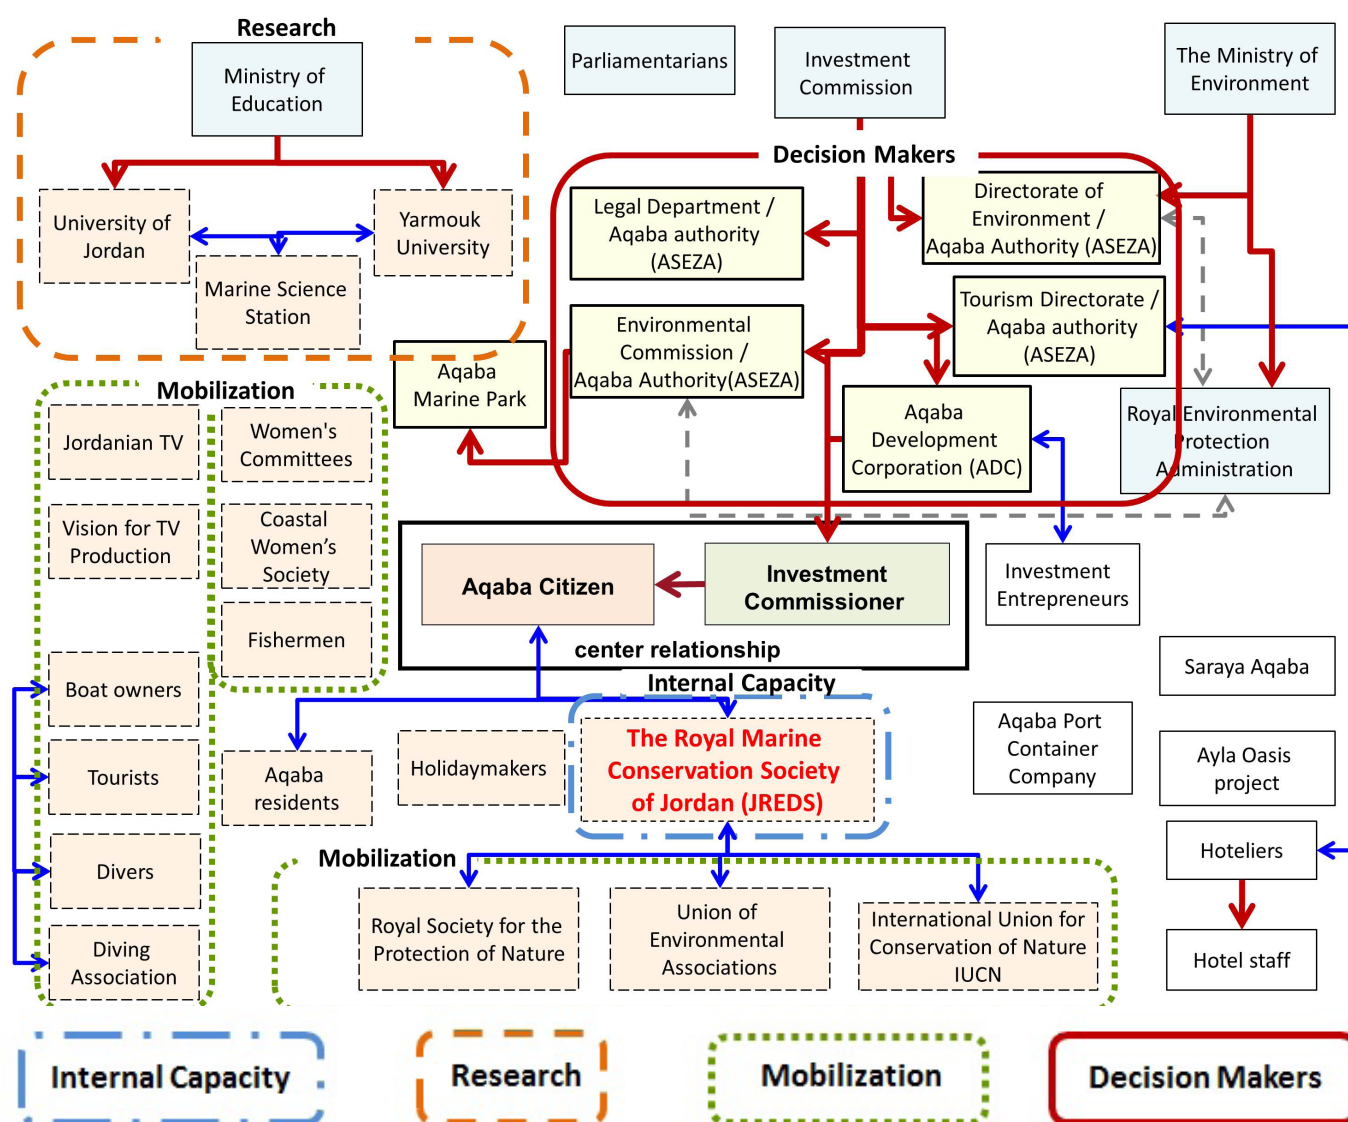 Research
Ministry of
Education
University of
Jordan
Yarmouk
University
Marine Science
Station
Parliamentarians
Investment
Commission
The Ministry of
Environment
Decision Makers
Legal Department /
Aqaba authority
(ASEZA)
Directorate of
Environment /
Aqaba Authority (ASEZA)
Environmental
Commission /
Aqaba Authority(ASEZA)
Tourism Directorate /
Aqaba authority
(ASEZA)
Aqaba
Marine Park
Aqaba
Development
Corporation (ADC)
Royal Environmental
Protection
Administration
Mobilization
Jordanian TV
Women's
Committees
Vision for TV
Production
Coastal
Women’s
Society
Fishermen
Boat owners
Tourists
Divers
Diving
Association
Aqaba Citizen
Investment
Commissioner
center relationship
Investment
Entrepreneurs
Internal Capacity
The Royal Marine
Conservation Society
of Jordan (JREDS)
Aqaba
residents
Holidaymakers
Aqaba Port
Container
Company
Saraya Aqaba
Ayla Oasis
project
Hoteliers
Hotel staff
Mobilization
Royal Society for the
Protection of Nature
Union of
Environmental
Associations
International Union for
Conservation of Nature
IUCN
Internal Capacity
Research
Mobilization
Decision Makers